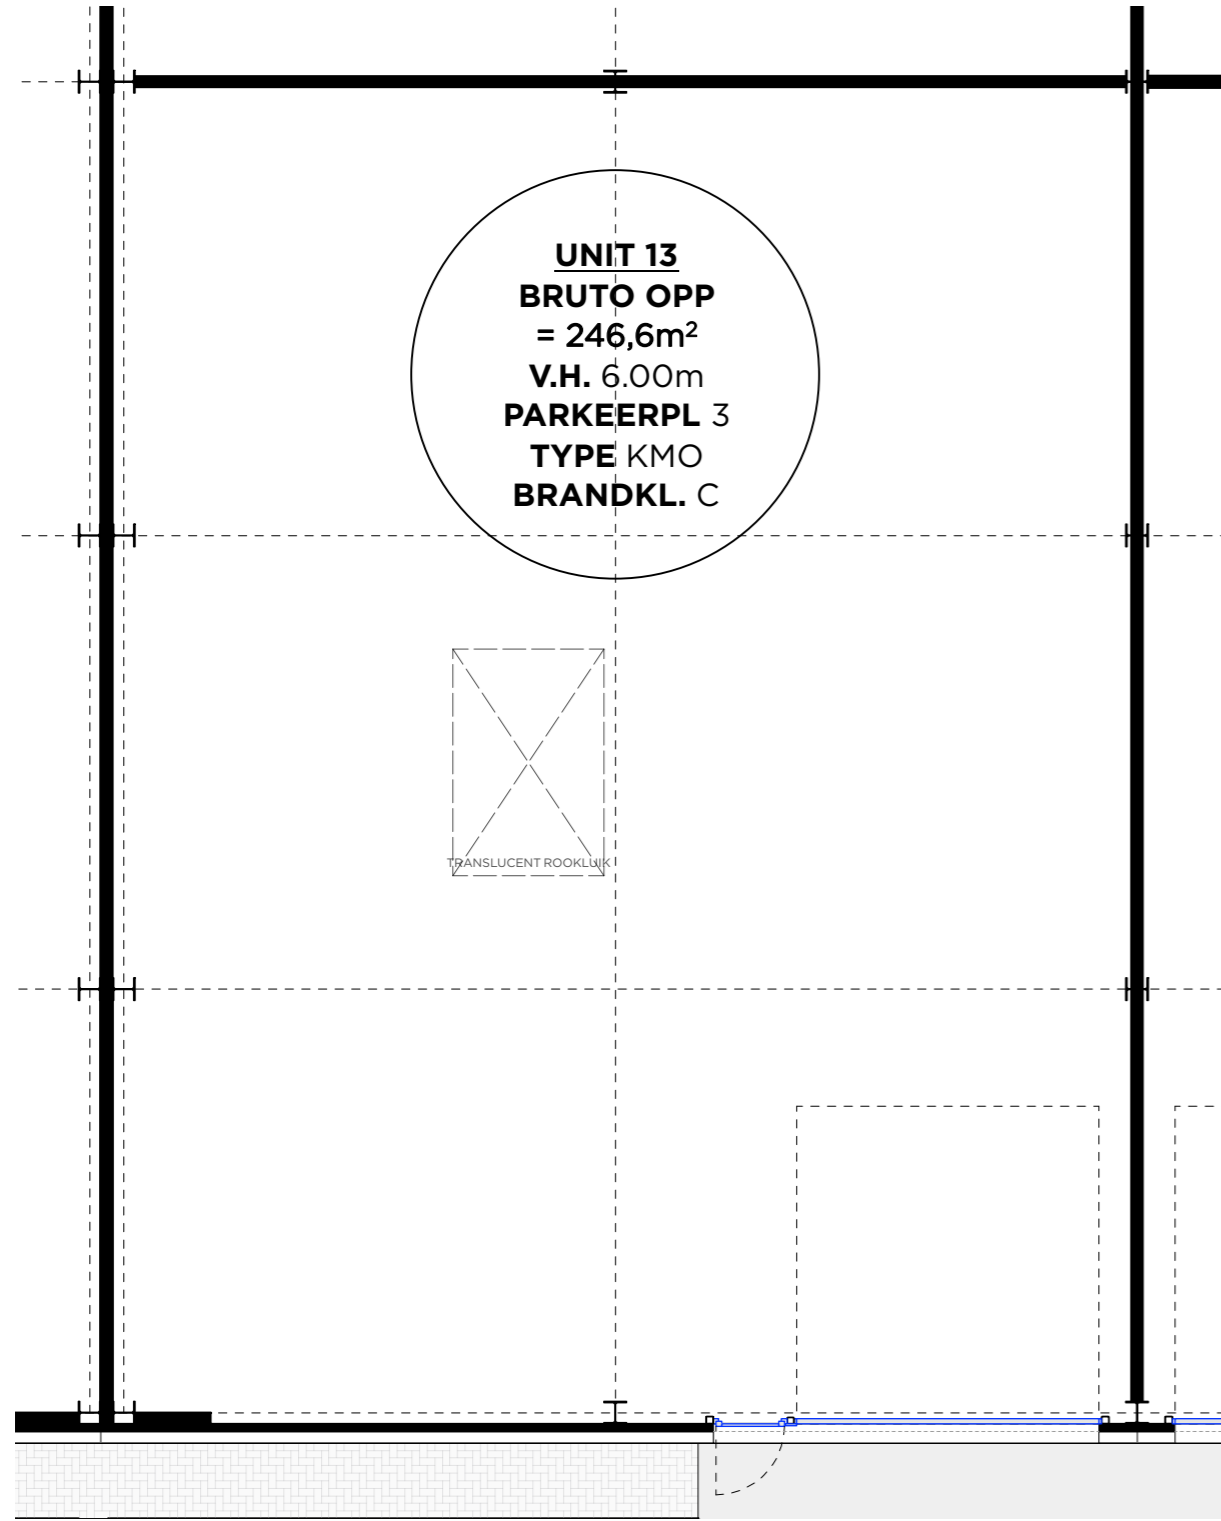 UNIT 13
BRUTO OPP
= 246,6m²
V.H. 6.00m
PARKEERPL 3
TYPE KMO
BRANDKL. C
TRANSLUCENT ROOKLUIK